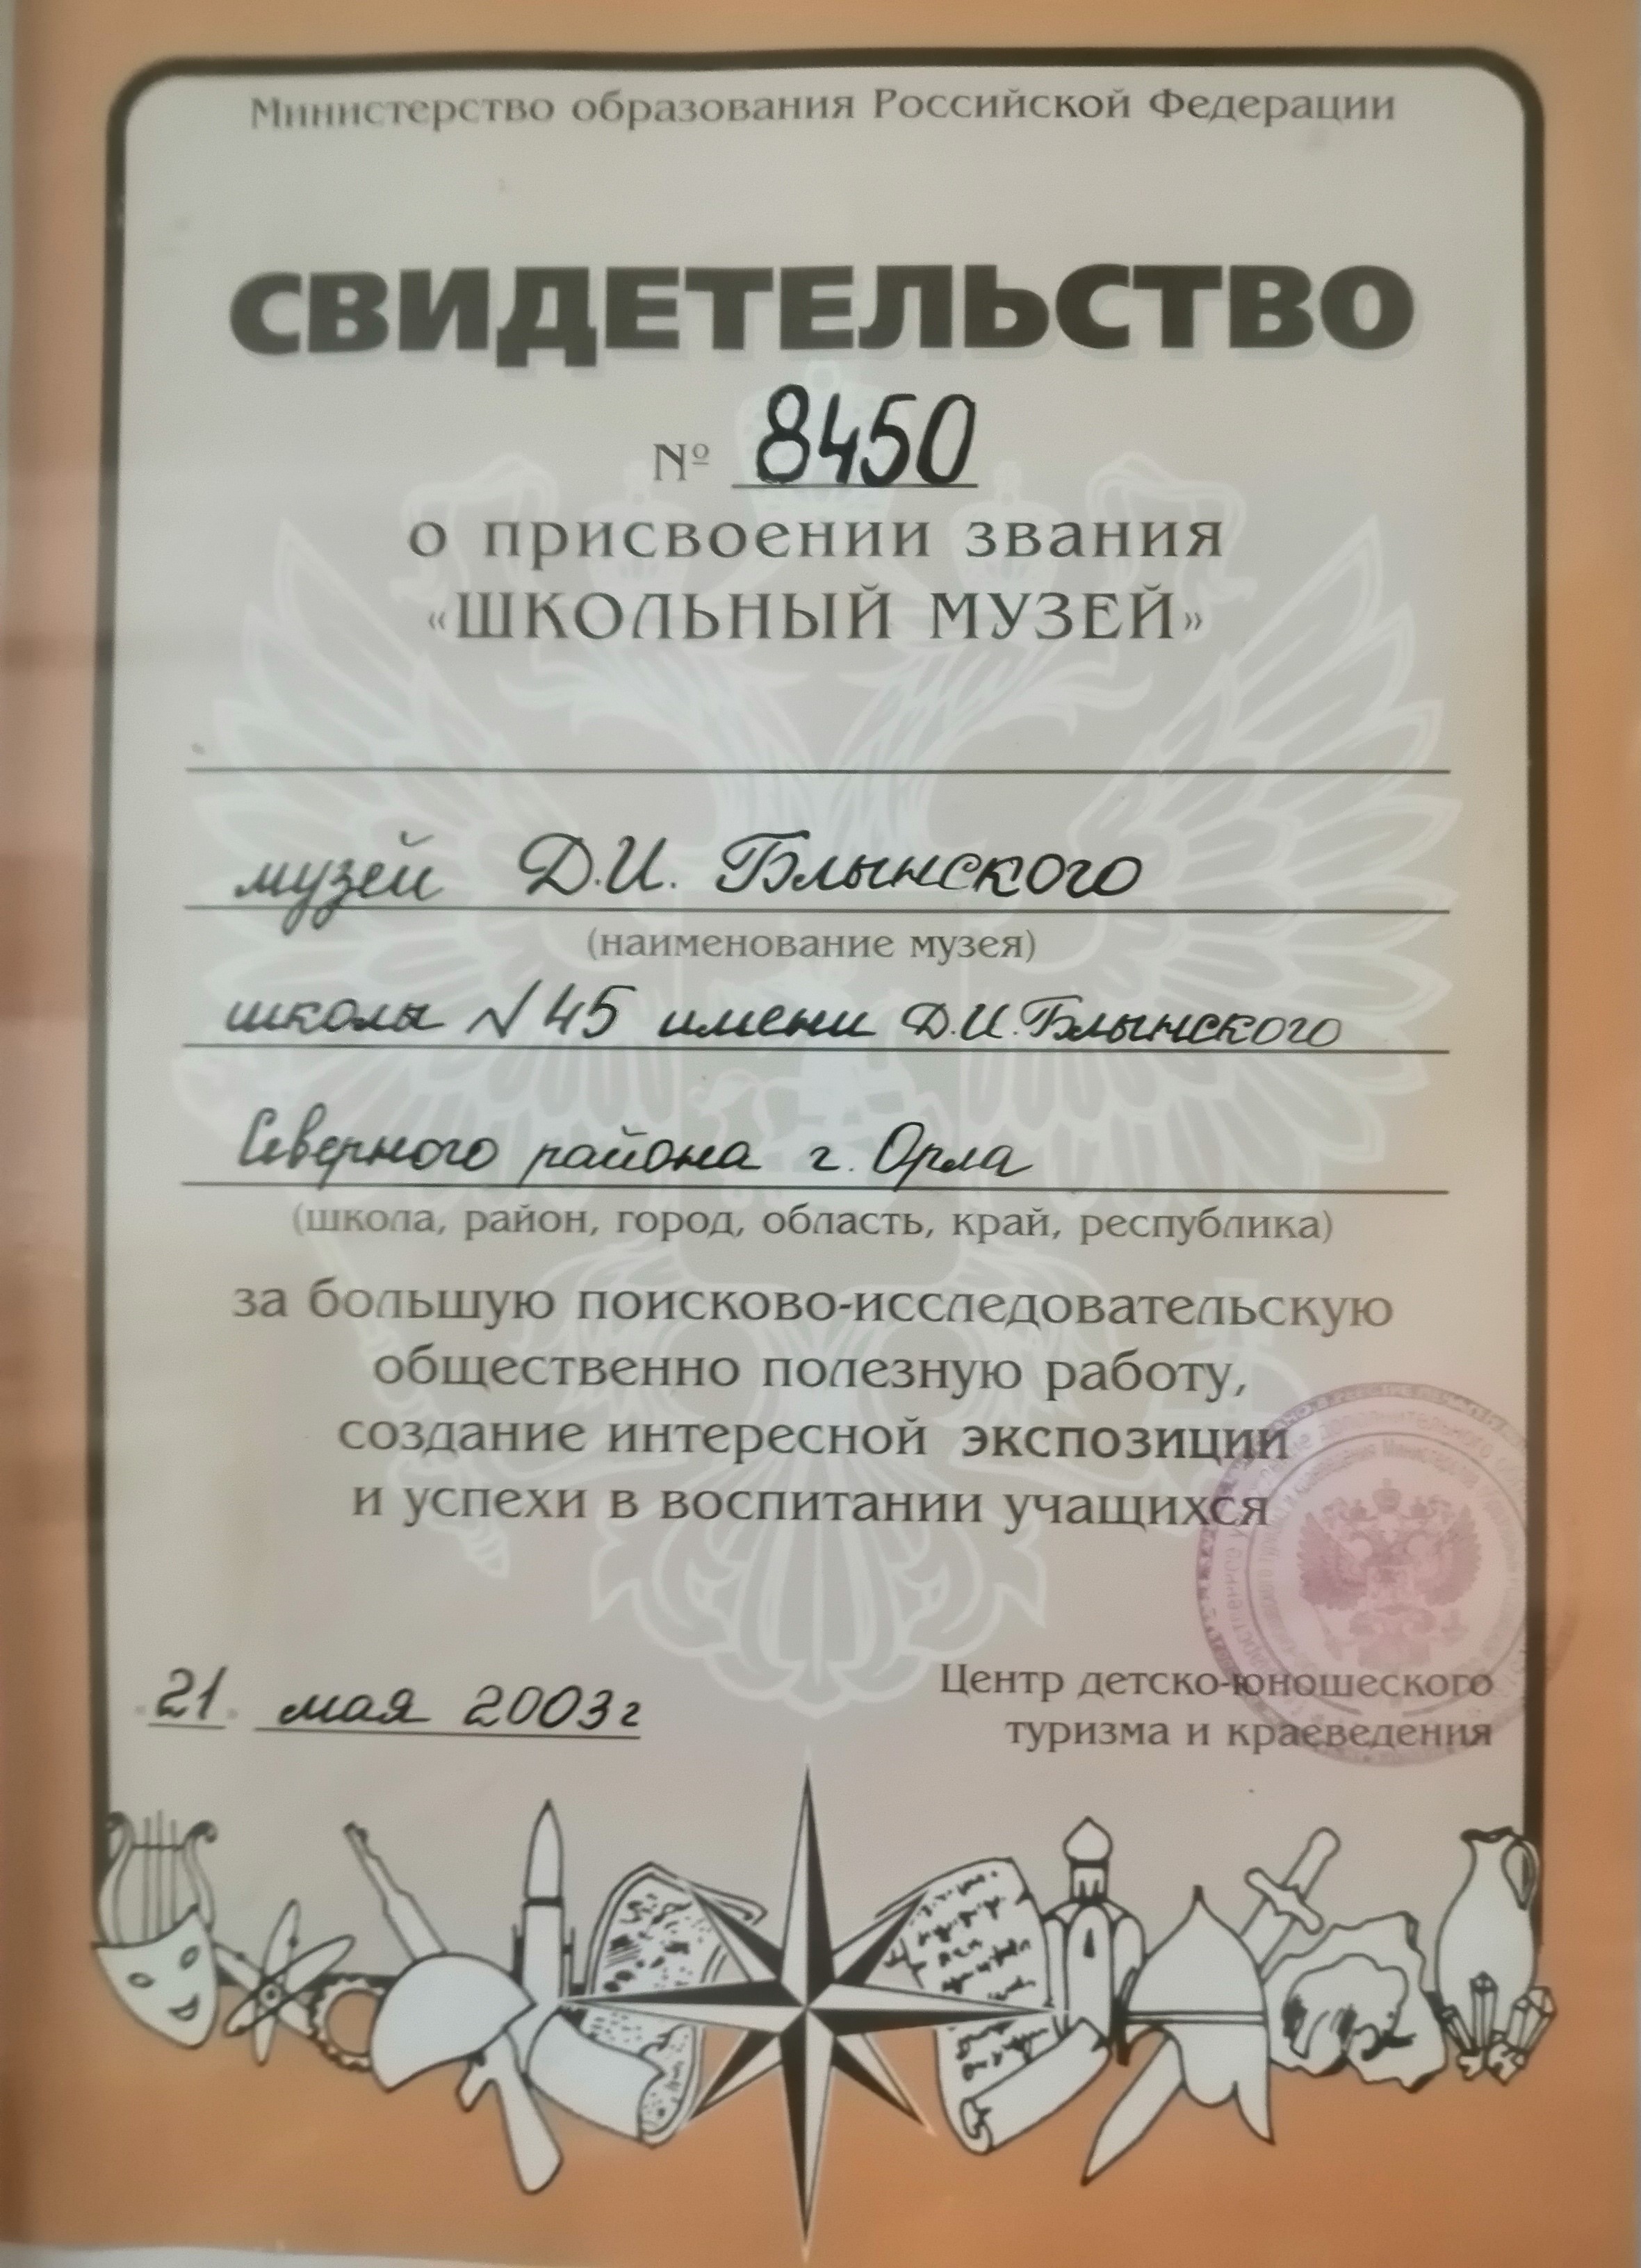 Министерство образования Российской Федерации
СВИДЕТЕЛЬСТВО
№ 8450
о присвоении звания
«ШКОЛЬНЫЙ МУЗЕЙ»
музей Д.И. Блынского
(наименование музея)
школы N 45 имени Д.И. Блынского
Северного района г. Орла
(школа, район, город, область, край, республика)
за большую поисково-исследовательскую
общественно полезную работу,
создание интересной экспозиции
и успехи в воспитании учащихся
21 мая 2003г
Центр детско-юношеского
туризма и краеведения